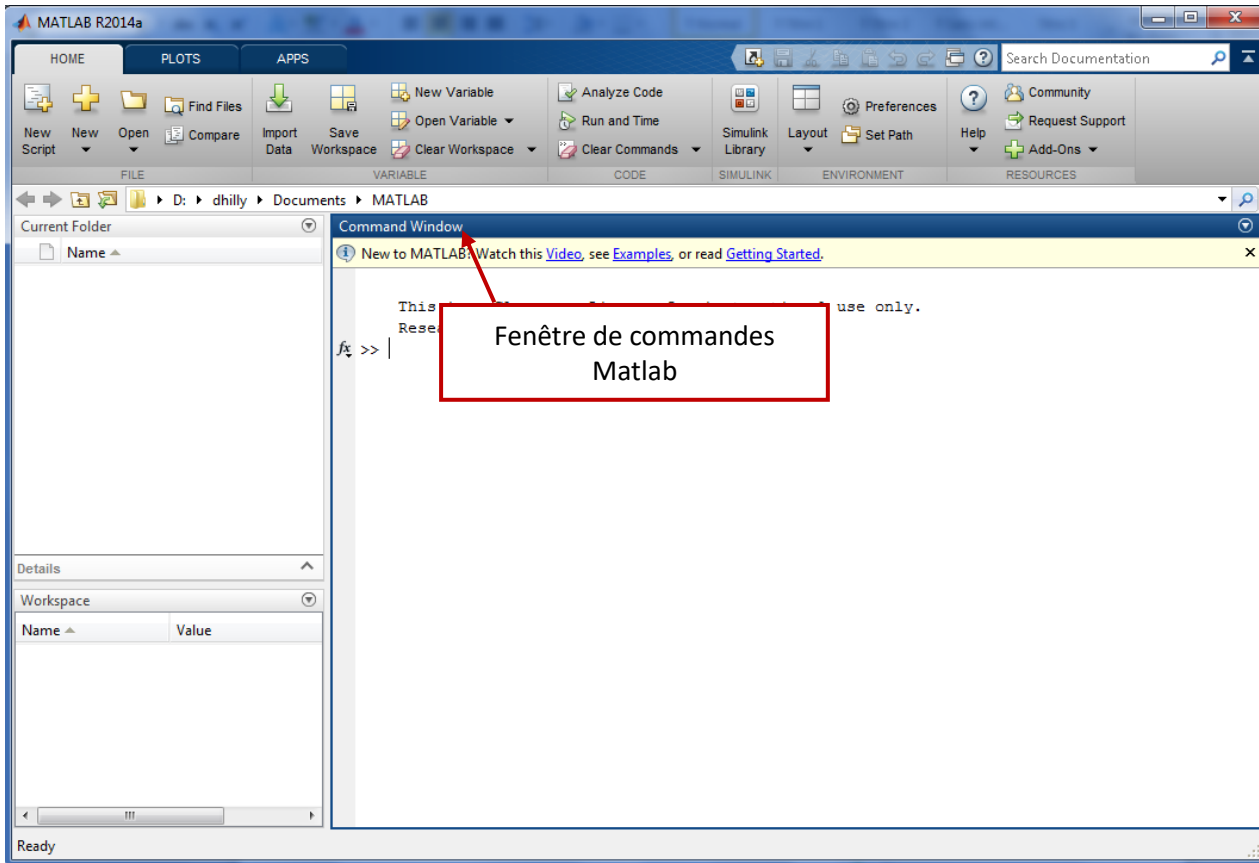 MATLAB R2014a
HOME PLOTS APPS
Search Documentation
New Script
New
Open
Find Files
Compare
Import Data
Save Workspace
New Variable
Open Variable
Clear Workspace
Analyze Code
Run and Time
Clear Commands
Simulink Library
Layout
Preferences
Set Path
Help
Community
Request Support
Add-Ons
FILE VARIABLE CODE SIMULINK ENVIRONMENT RESOURCES
D: dhilly Documents MATLAB
Current Folder
Name
Command Window
New to MATLAB? Watch this Video, see Examples, or read Getting Started.
This use only.
fx >>
Fenêtre de commandes
Matlab
Details
Workspace
Name Value
Ready